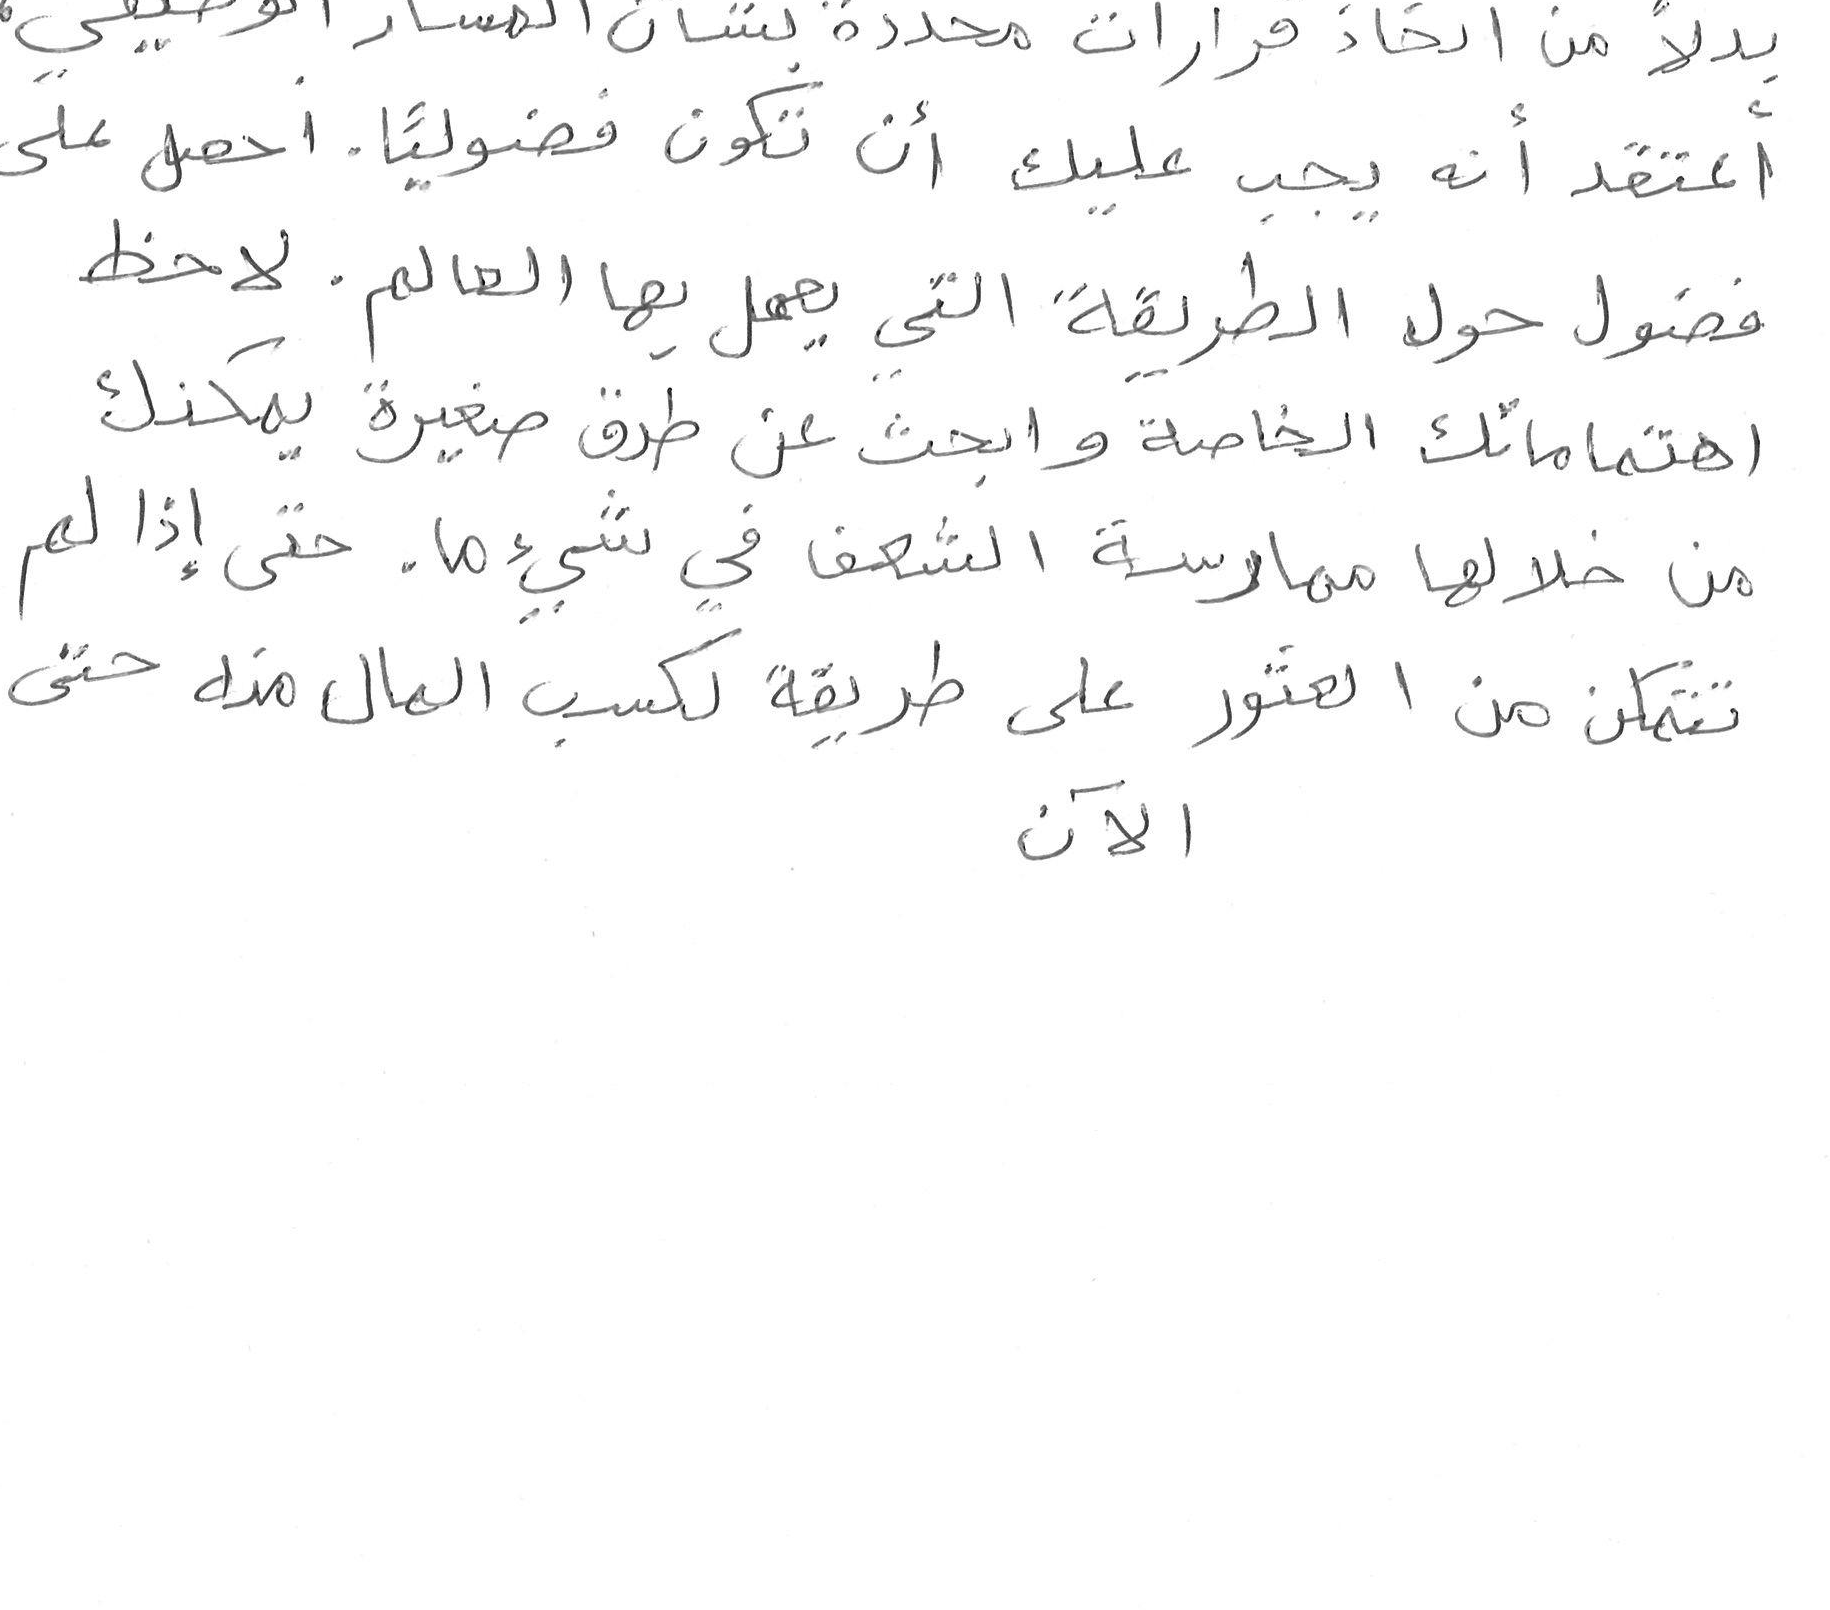 بدلاً من اتخاذ قرارات محددة بشأن المسار الوظيفي،
أعتقد أنه يجب عليك أن تكون فضوليًا. احصل على
فضول حول الطريقة التي يعمل بها العالم. لاحظ
اهتماماتك الخاصة وابحث عن طرق صغيرة يمكنك
من خلالها ممارسة الشغف في شيء ما. حتى إذا لم
تتمكن من العثور على طريقة لكسب المال منه حتى
الآن